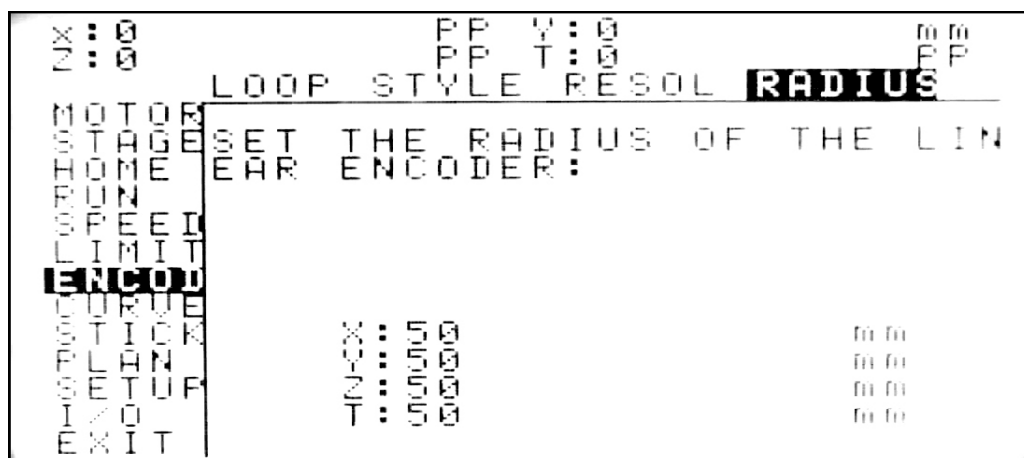 X:0 PP Y:0 mm
Z:0 PP T:0 PP
LOOP STYLE RESOL RADIUS
MOTOR
STAGE
HOME
RUN
SPEED
LIMIT
ENCOD
CURVE
STICK
PLAN
SETUP
I/O
EXIT
SET THE RADIUS OF THE LIN
EAR ENCODER:
X:50 mm
Y:50 mm
Z:50 mm
T:50 mm